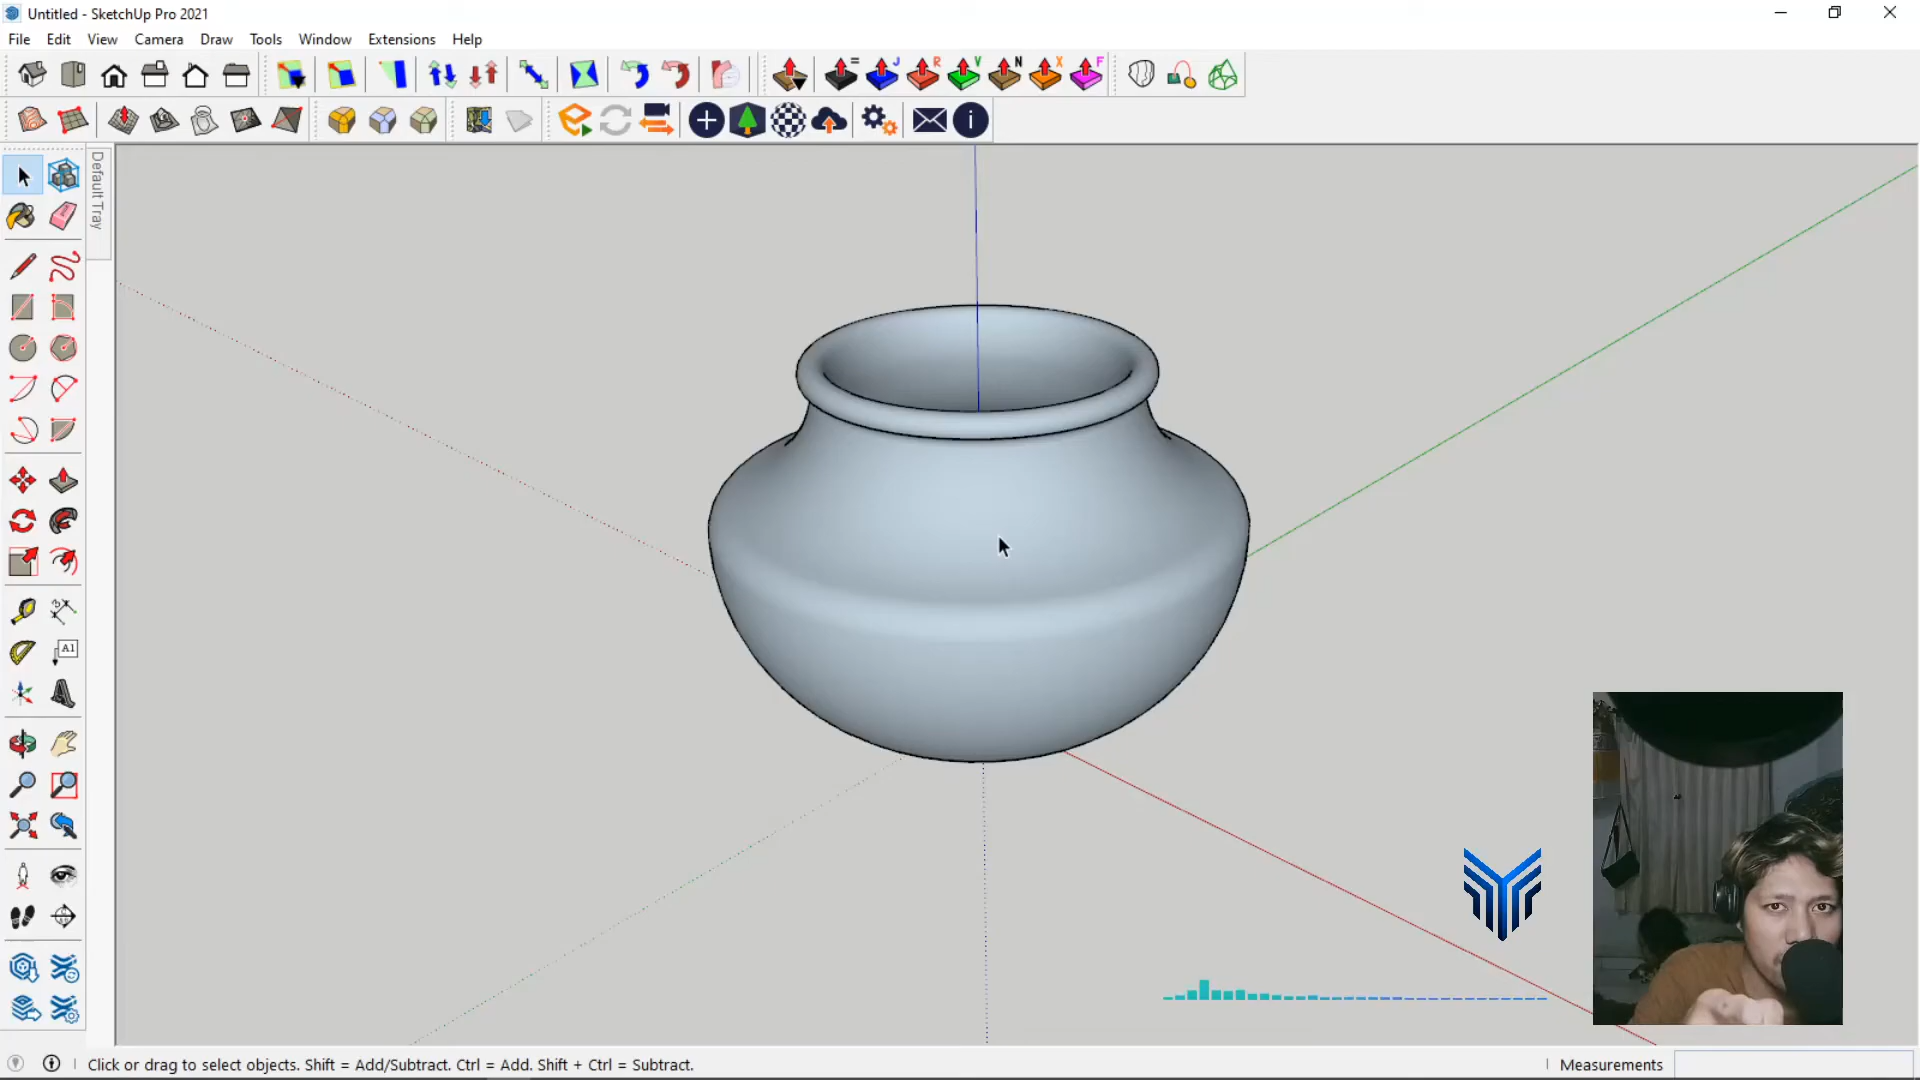 Untitled - SketchUp Pro 2021
File Edit View Camera Draw Tools Window Extensions Help
= J R V N X F
Default Tray
A1
Click or drag to select objects. Shift = Add/Subtract. Ctrl = Add. Shift + Ctrl = Subtract.
Measurements